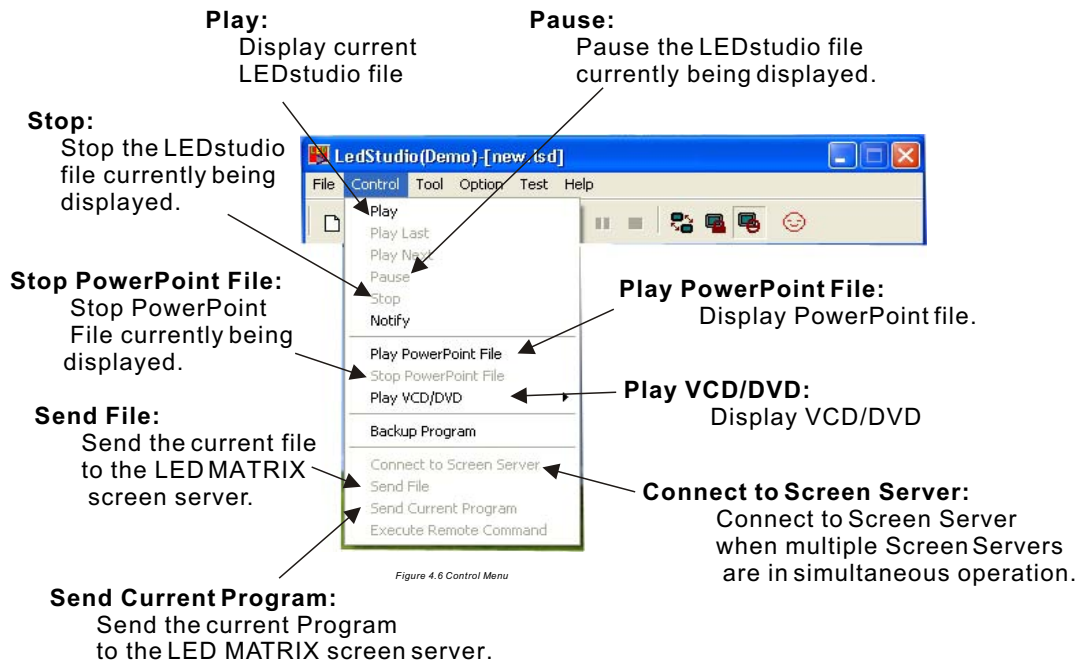 Play:
Display current
LEDstudio file
Pause:
Pause the LEDstudio file
currently being displayed.
Stop:
Stop the LEDstudio
file currently being
displayed.
LedStudio(Demo)-[new.lsd]
File Control Tool Option Test Help
Play
Play Last
Play Next
Pause
Stop
Notify
Play PowerPoint File
Stop PowerPoint File
Play VCD/DVD
Backup Program
Connect to Screen Server
Send File
Send Current Program
Execute Remote Command
Stop PowerPoint File:
Stop PowerPoint
File currently being
displayed.
Play PowerPoint File:
Display PowerPoint file.
Play VCD/DVD:
Display VCD/DVD
Send File:
Send the current file
to the LED MATRIX
screen server.
Connect to Screen Server:
Connect to Screen Server
when multiple Screen Servers
are in simultaneous operation.
Figure 4.6 Control Menu
Send Current Program:
Send the current Program
to the LED MATRIX screen server.